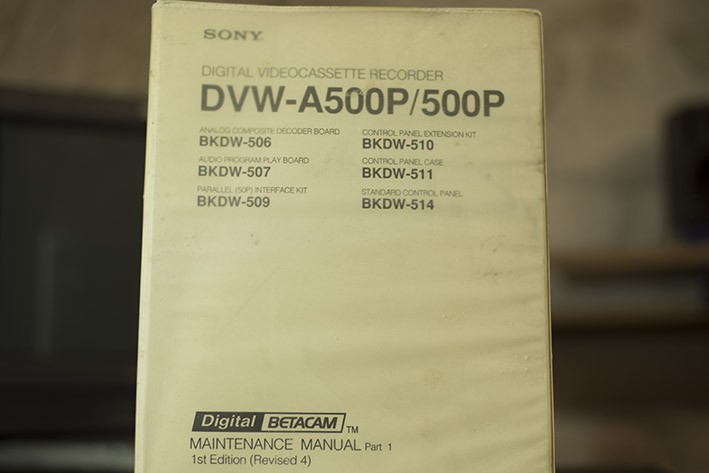 SONY
DIGITAL VIDEOCASSETTE RECORDER
DVW-A500P/500P
ANALOG COMPOSITE DECODER BOARD
BKDW-506
AUDIO PROGRAM PLAY BOARD
BKDW-507
PARALLEL (50P) INTERFACE KIT
BKDW-509
CONTROL PANEL EXTENSION KIT
BKDW-510
CONTROL PANEL CASE
BKDW-511
STANDARD CONTROL PANEL
BKDW-514
Digital BETACAM TM
MAINTENANCE MANUAL Part 1
1st Edition (Revised 4)